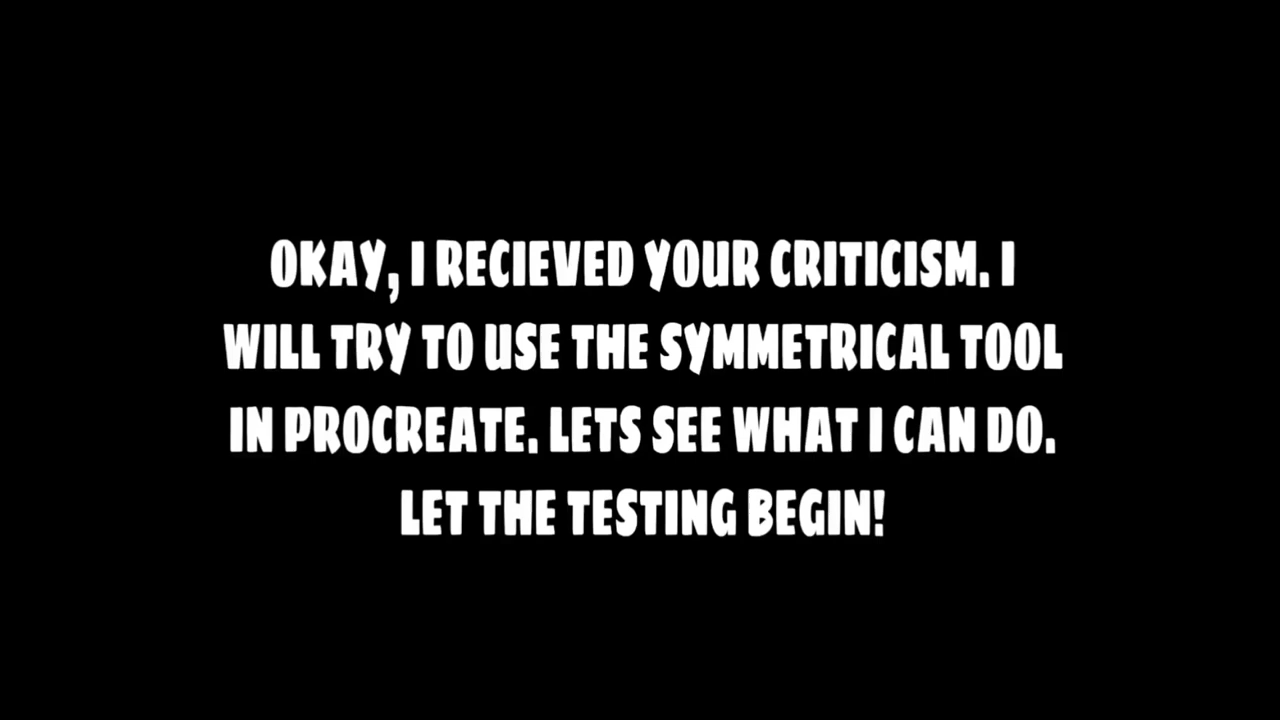 OKAY, I RECIEVED YOUR CRITICISM. I
WILL TRY TO USE THE SYMMETRICAL TOOL
IN PROCREATE. LETS SEE WHAT I CAN DO.
LET THE TESTING BEGIN!